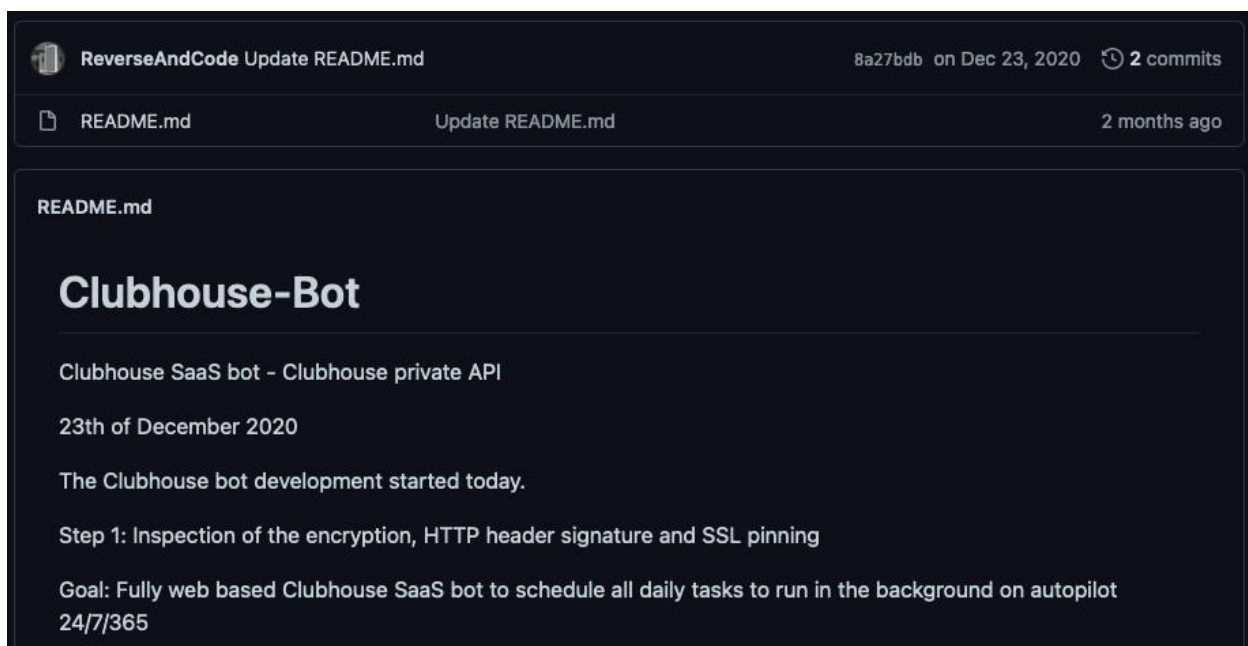 ReverseAndCode Update README.md 8a27bdb on Dec 23, 2020 2 commits
README.md Update README.md 2 months ago
README.md
Clubhouse-Bot
Clubhouse SaaS bot - Clubhouse private API
23th of December 2020
The Clubhouse bot development started today.
Step 1: Inspection of the encryption, HTTP header signature and SSL pinning
Goal: Fully web based Clubhouse SaaS bot to schedule all daily tasks to run in the background on autopilot
24/7/365